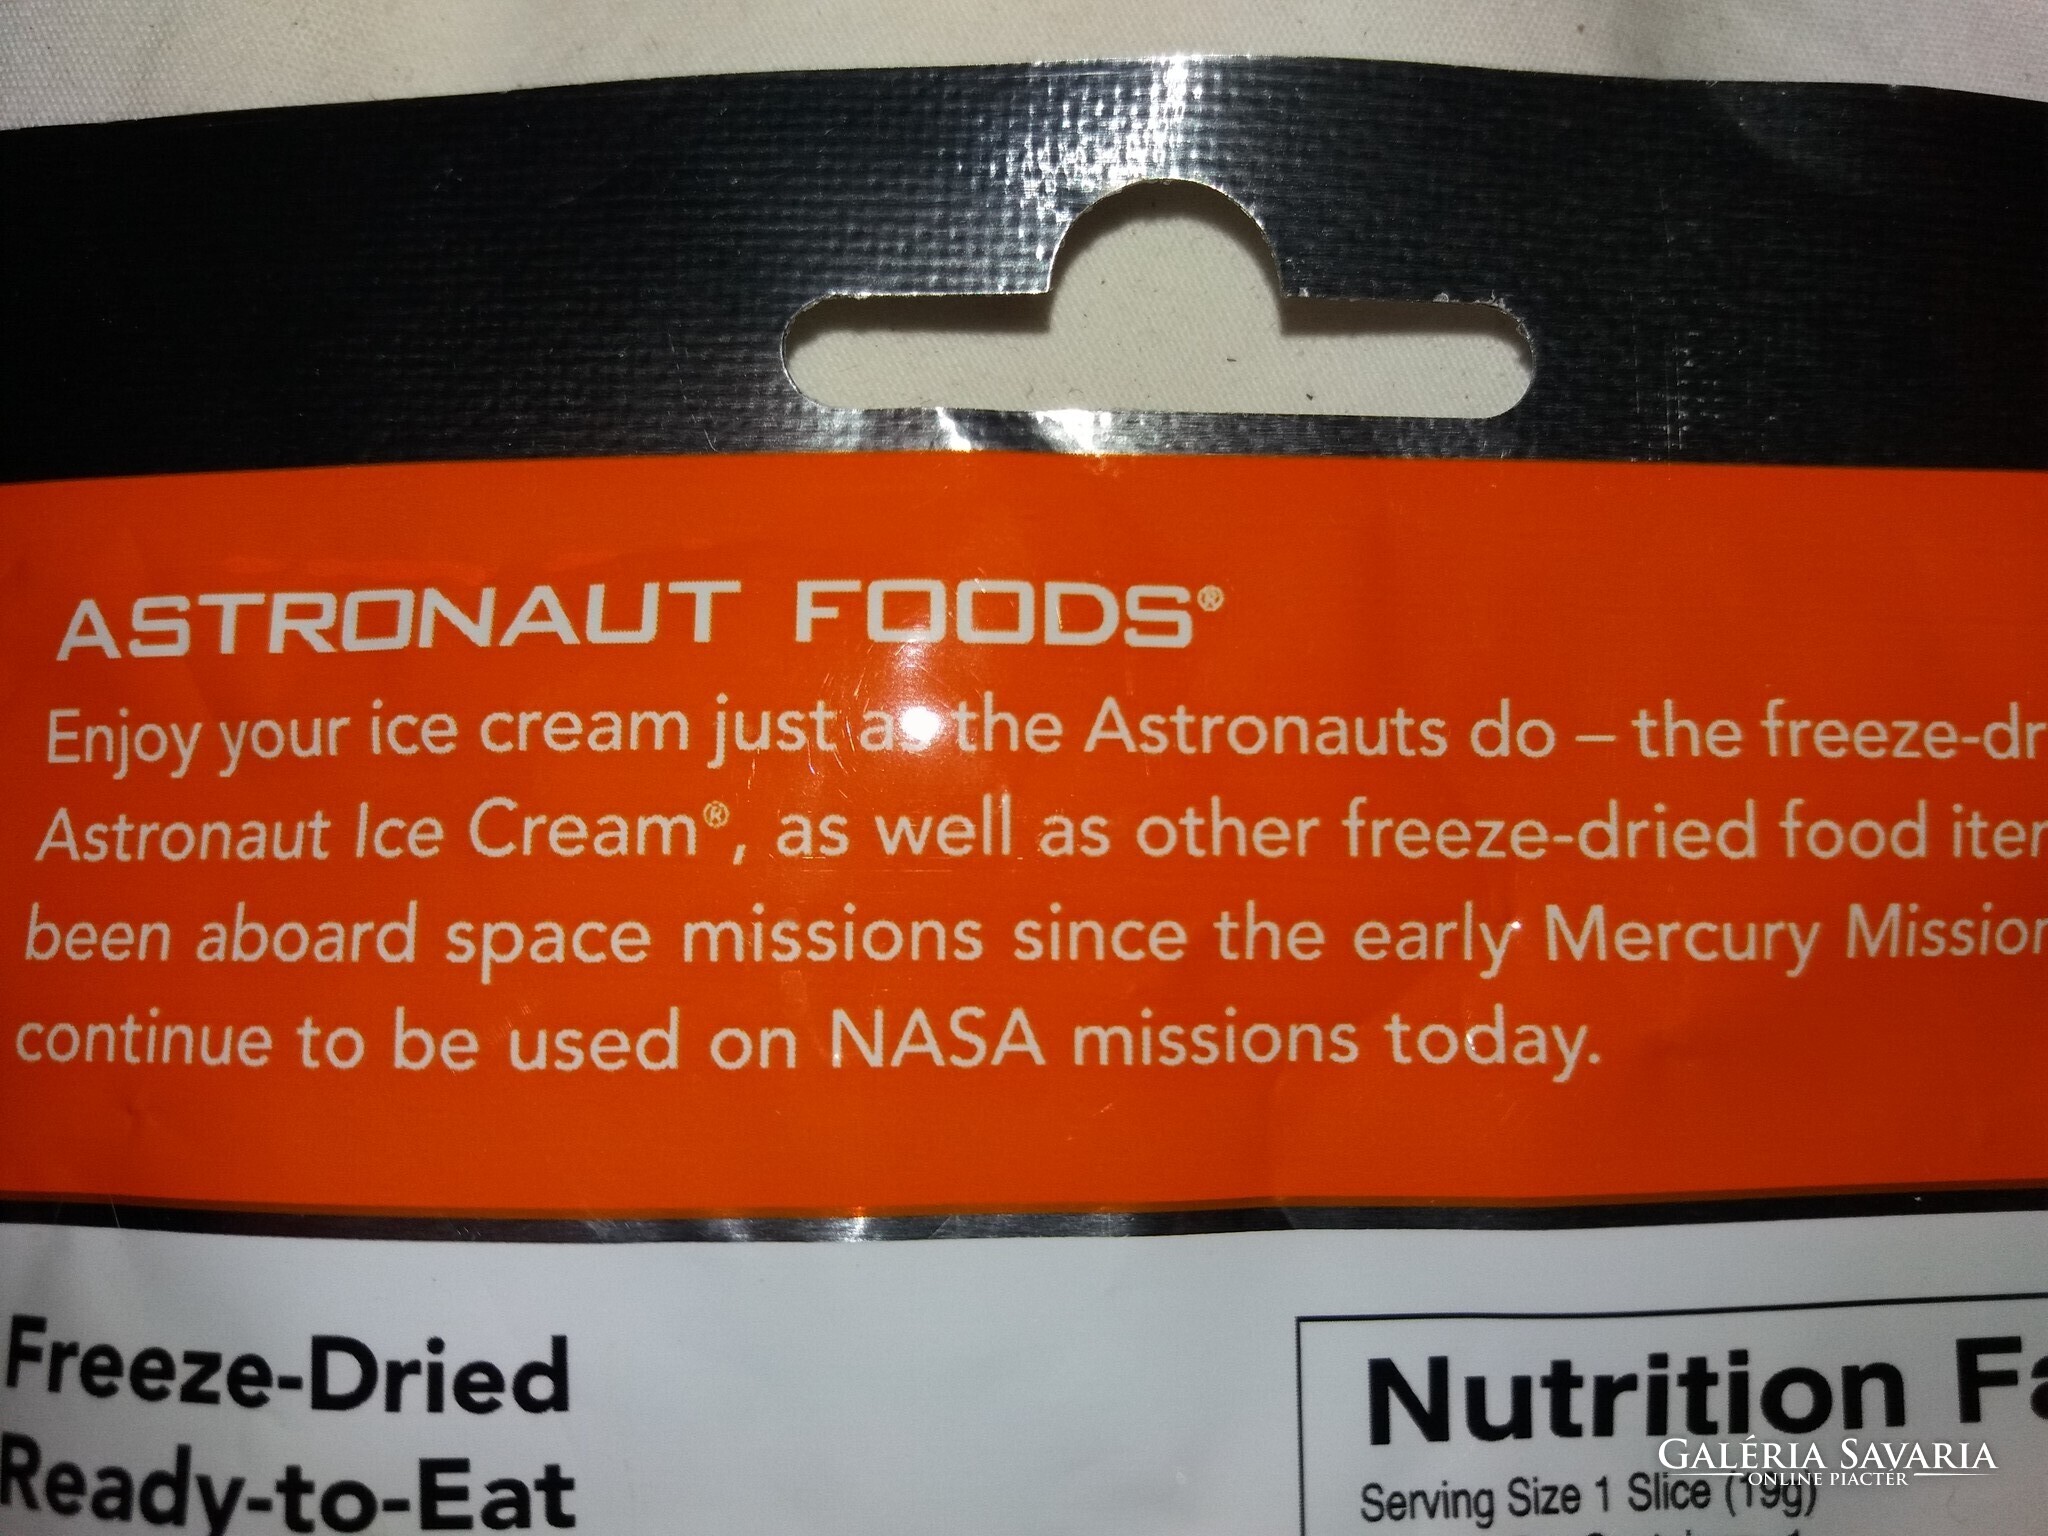 ASTRONAUT FOODS®
Enjoy your ice cream just as the Astronauts do – the freeze-dr
Astronaut Ice Cream®, as well as other freeze-dried food iter
been aboard space missions since the early Mercury Mission
continue to be used on NASA missions today.
Freeze-Dried
Ready-to-Eat
Nutrition Fa
Serving Size 1 Slice (19g)
GALÉRIA SAVARIA
ONLINE PIACTÉR